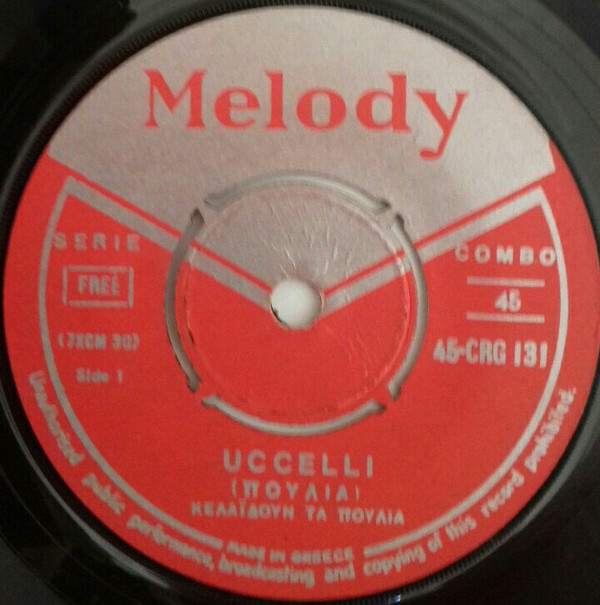 Melody
SERIE
FREE
(7XCM 30)
Side 1
COMBO
45
45-CRG 131
UCCELLI
(ΠΟΥΛΙΑ)
ΚΕΛΑΪΔΟΥΝ ΤΑ ΠΟΥΛΙΑ
MADE IN GREECE
Unauthorized public performance, broadcasting and copying of this record prohibited.